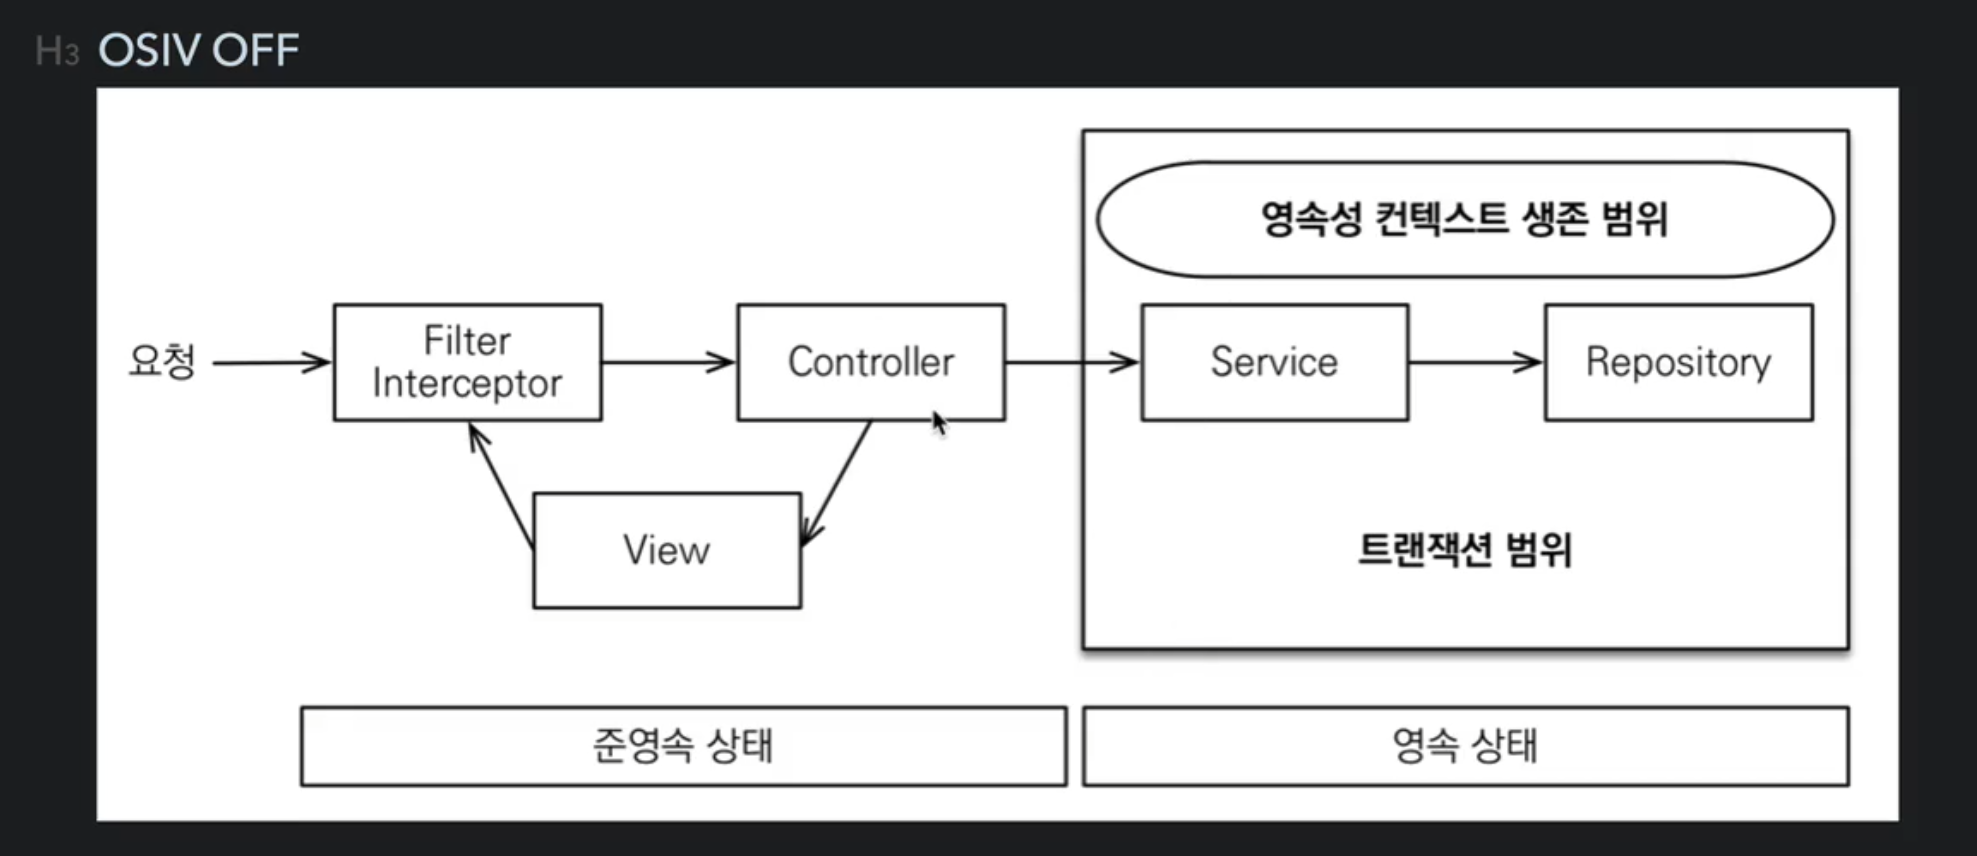 H3 OSIV OFF
영속성 컨텍스트 생존 범위
요청
Filter
Interceptor
Controller
Service
Repository
View
트랜잭션 범위
준영속 상태
영속 상태